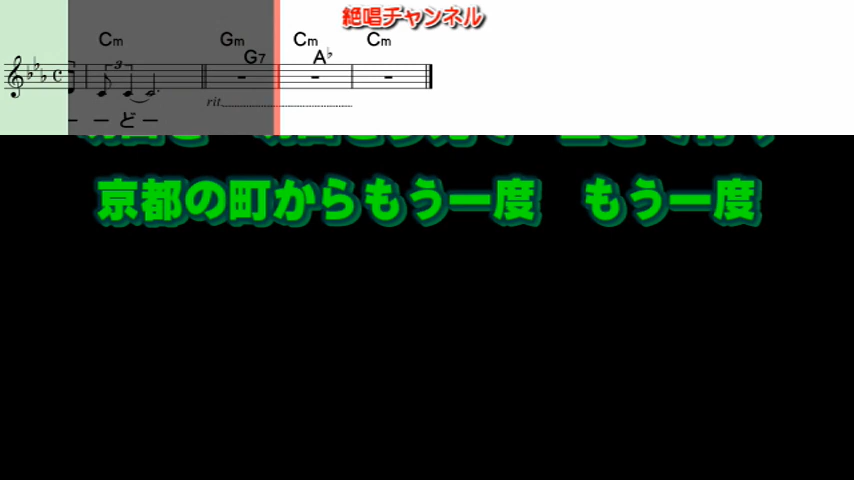 絶唱チャンネル
Cm Gm Cm Cm
G7 A♭
3
rit.
ー ー ど ー
京都の町からもう一度 もう一度